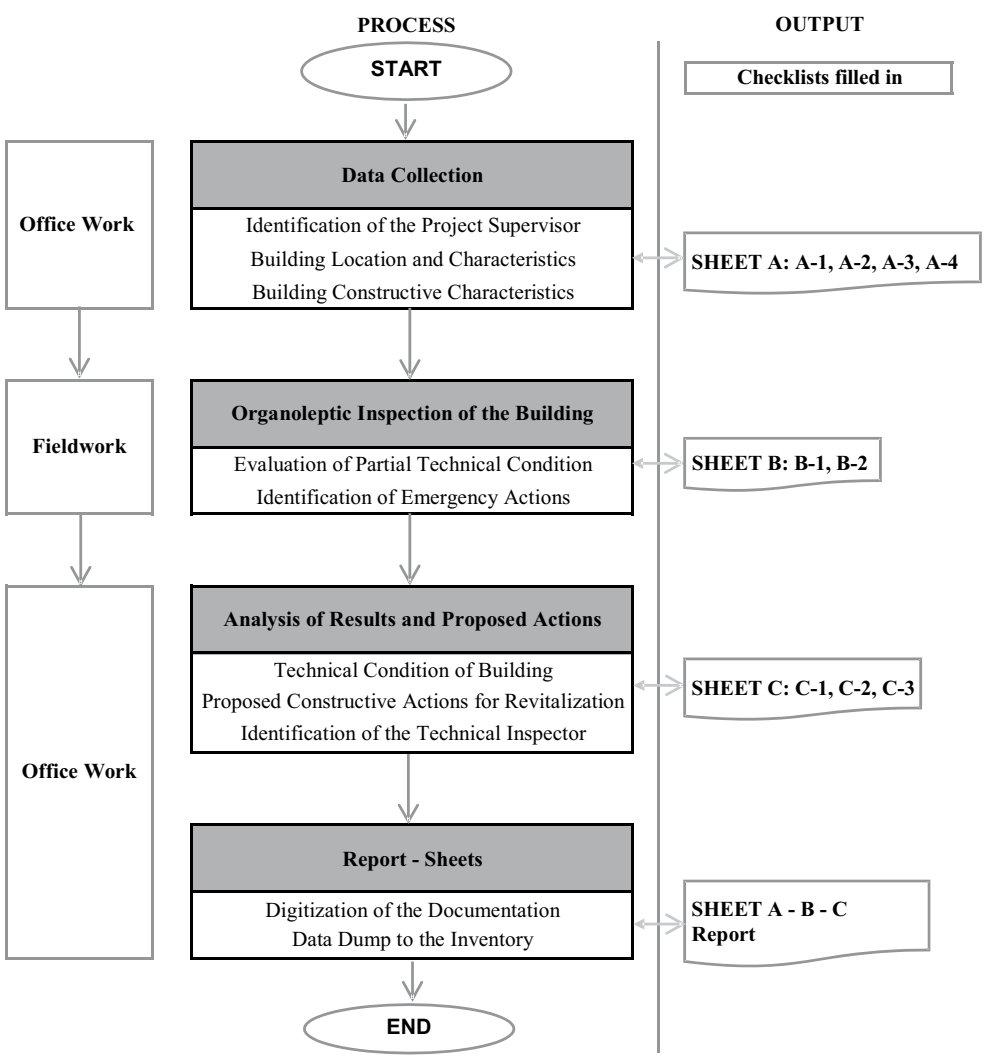 PROCESS
OUTPUT
START
Checklists filled in
Office Work
Data Collection
Identification of the Project Supervisor
Building Location and Characteristics
Building Constructive Characteristics
SHEET A: A-1, A-2, A-3, A-4
Fieldwork
Organoleptic Inspection of the Building
Evaluation of Partial Technical Condition
Identification of Emergency Actions
SHEET B: B-1, B-2
Office Work
Analysis of Results and Proposed Actions
Technical Condition of Building
Proposed Constructive Actions for Revitalization
Identification of the Technical Inspector
SHEET C: C-1, C-2, C-3
Report - Sheets
Digitization of the Documentation
Data Dump to the Inventory
SHEET A - B - C
Report
END